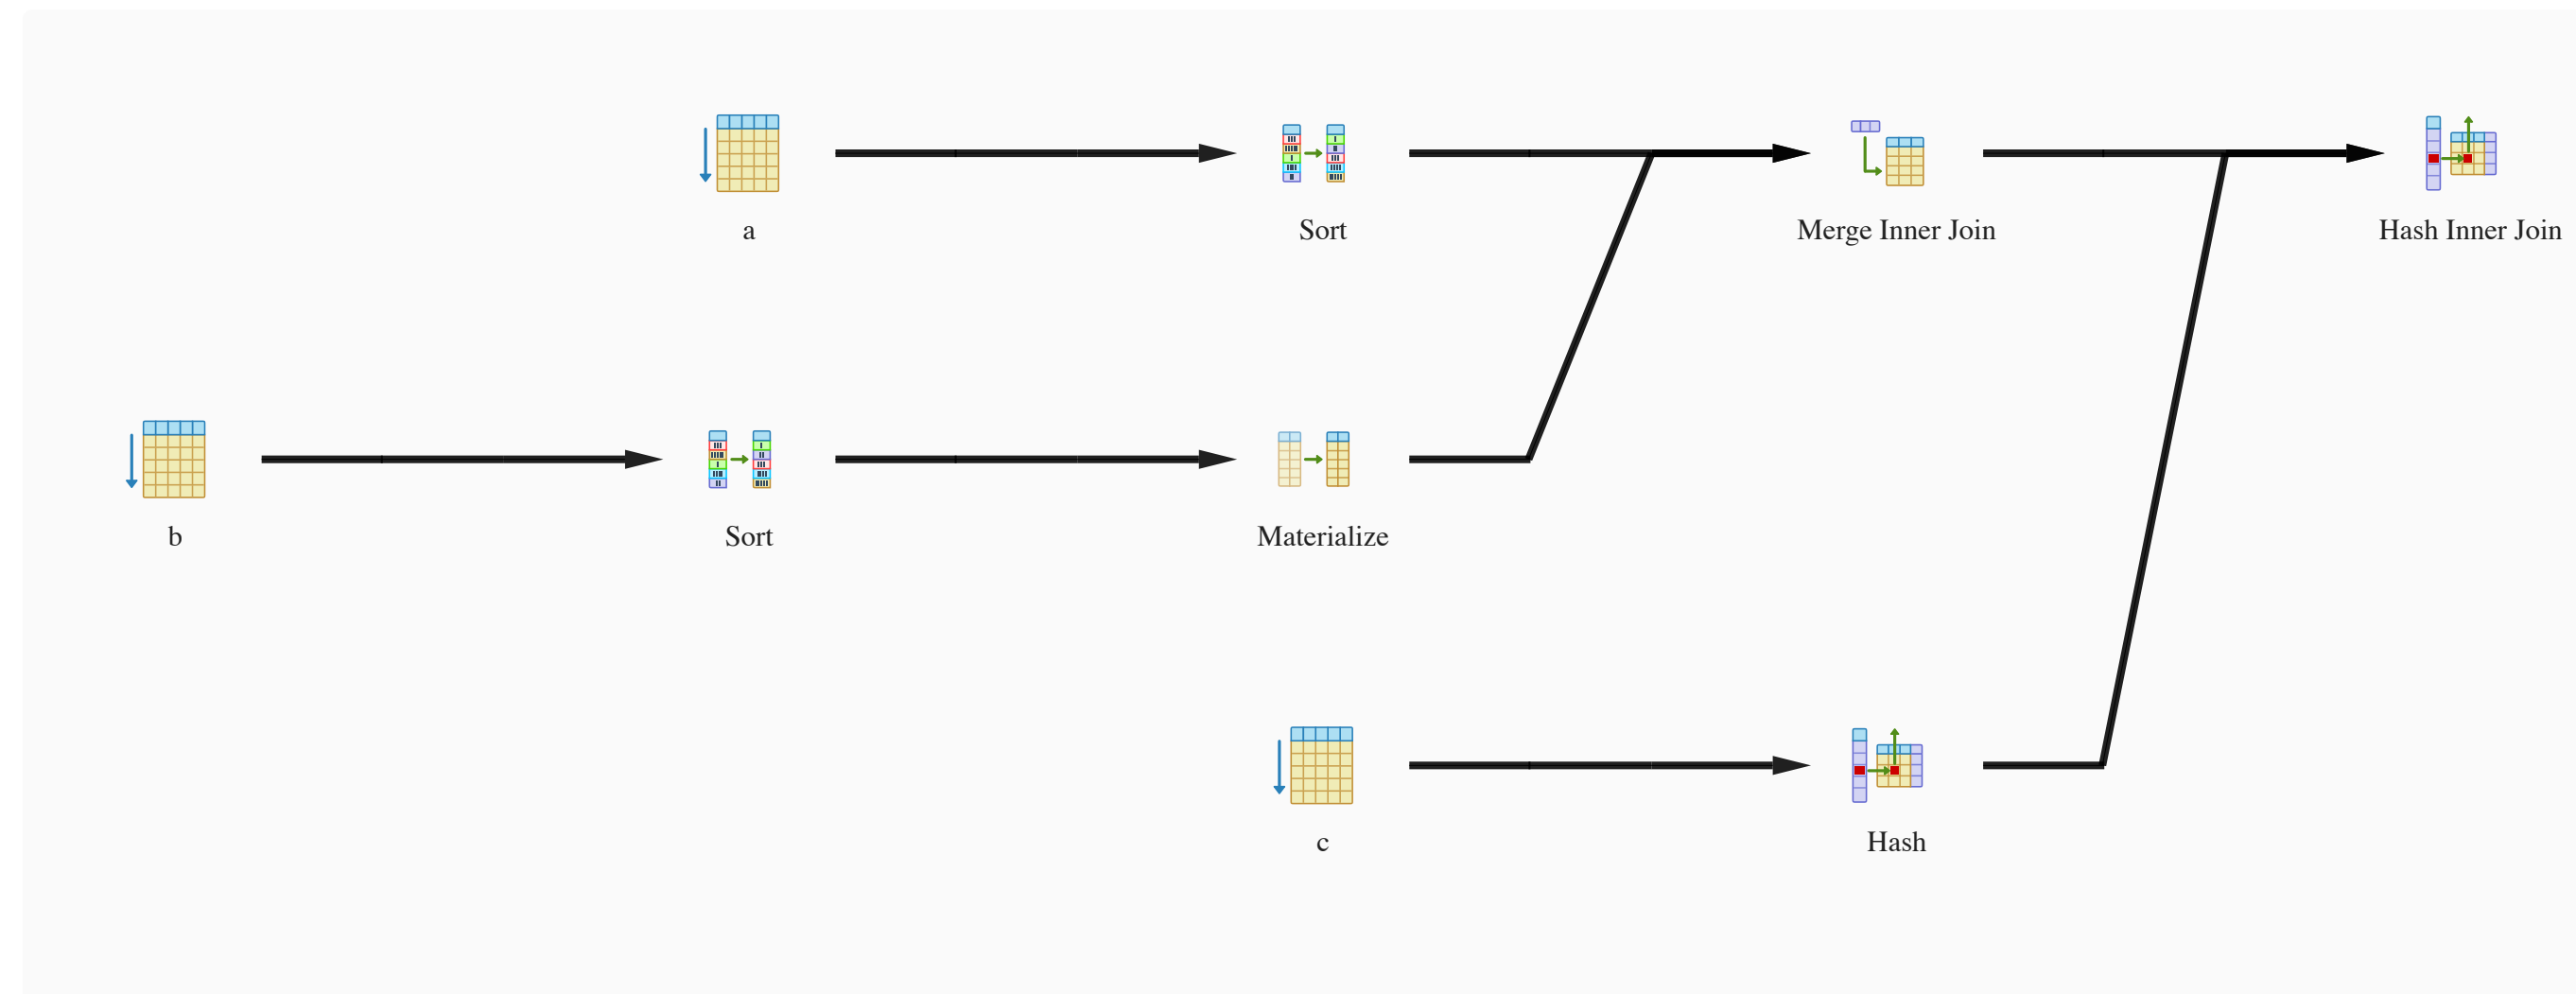 a
Sort
Merge Inner Join
Hash Inner Join
b
Sort
Materialize
c
Hash